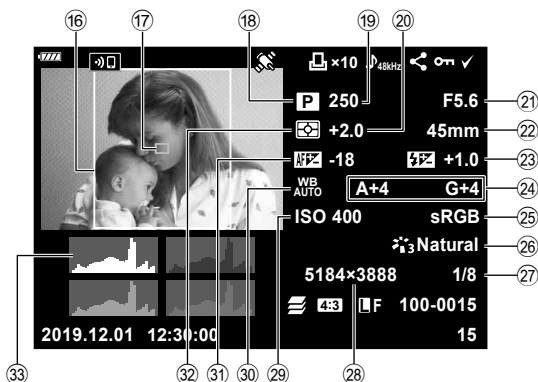 ⑯ ⑰ ⑱ ⑲ ⑳
×10 48kHz
P 250 F5.6 ㉑
+2.0 45mm ㉒
AF -18 +1.0 ㉓
WB AUTO A+4 G+4 ㉔
ISO 400 sRGB ㉕
3 Natural ㉖
5184×3888 1/8 ㉗
4:3 L F 100-0015
2019.12.01 12:30:00 15
㉝ ㉜ ㉛ ㉚ ㉙ ㉘